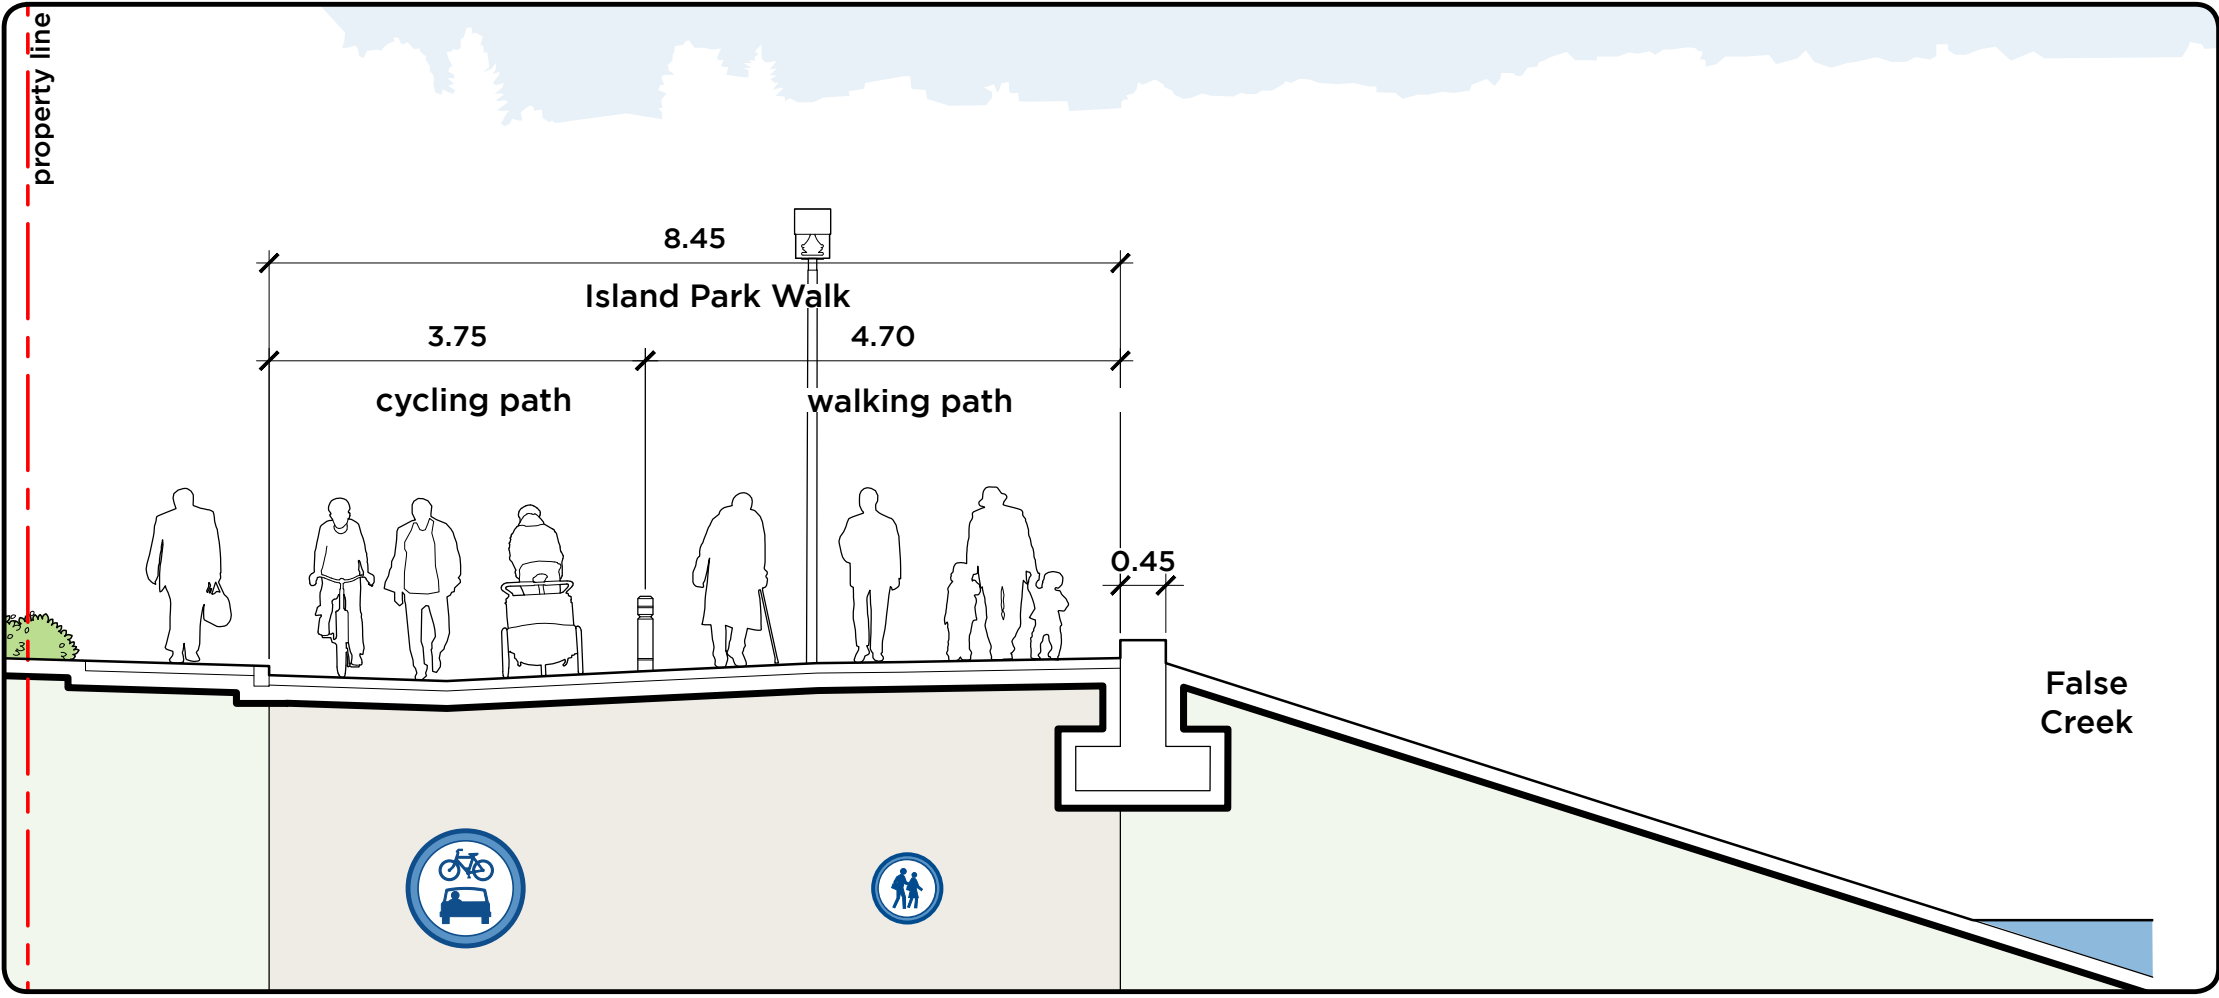 property line
8.45
Island Park Walk
3.75
4.70
cycling path
walking path
0.45
False
Creek